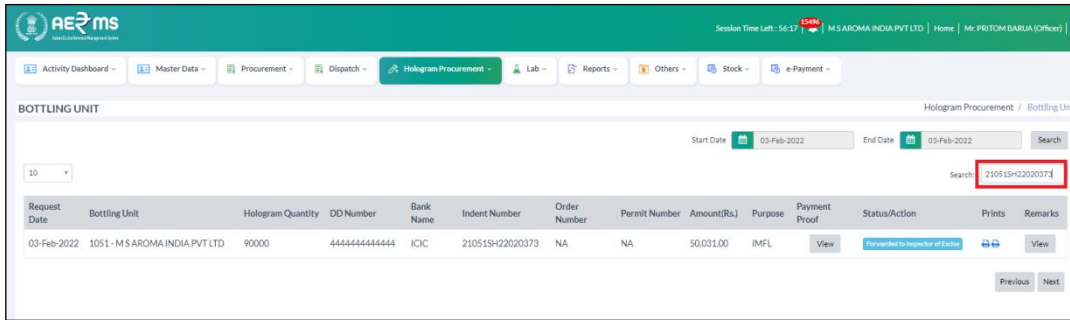 AERMS
Session Time Left : 56:17 15496 M S AROMA INDIA PVT LTD | Home | Mr. PRITOM BARUA (Officer) |
Activity Dashboard Master Data Procurement Dispatch Hologram Procurement Lab Reports Others Stock e-Payment
BOTTLING UNIT Hologram Procurement / Bottling Un
Start Date 03-Feb-2022 End Date 03-Feb-2022 Search
10 Search: 21051SH22020373
Request Date Bottling Unit Hologram Quantity DD Number Bank Name Indent Number Order Number Permit Number Amount(Rs.) Purpose Payment Proof Status/Action Prints Remarks
03-Feb-2022 1051 - M S AROMA INDIA PVT LTD 90000 4444444444444 ICIC 21051SH22020373 NA NA 50,031.00 IMFL View Forwarded to Inspector of Excise View
Previous Next